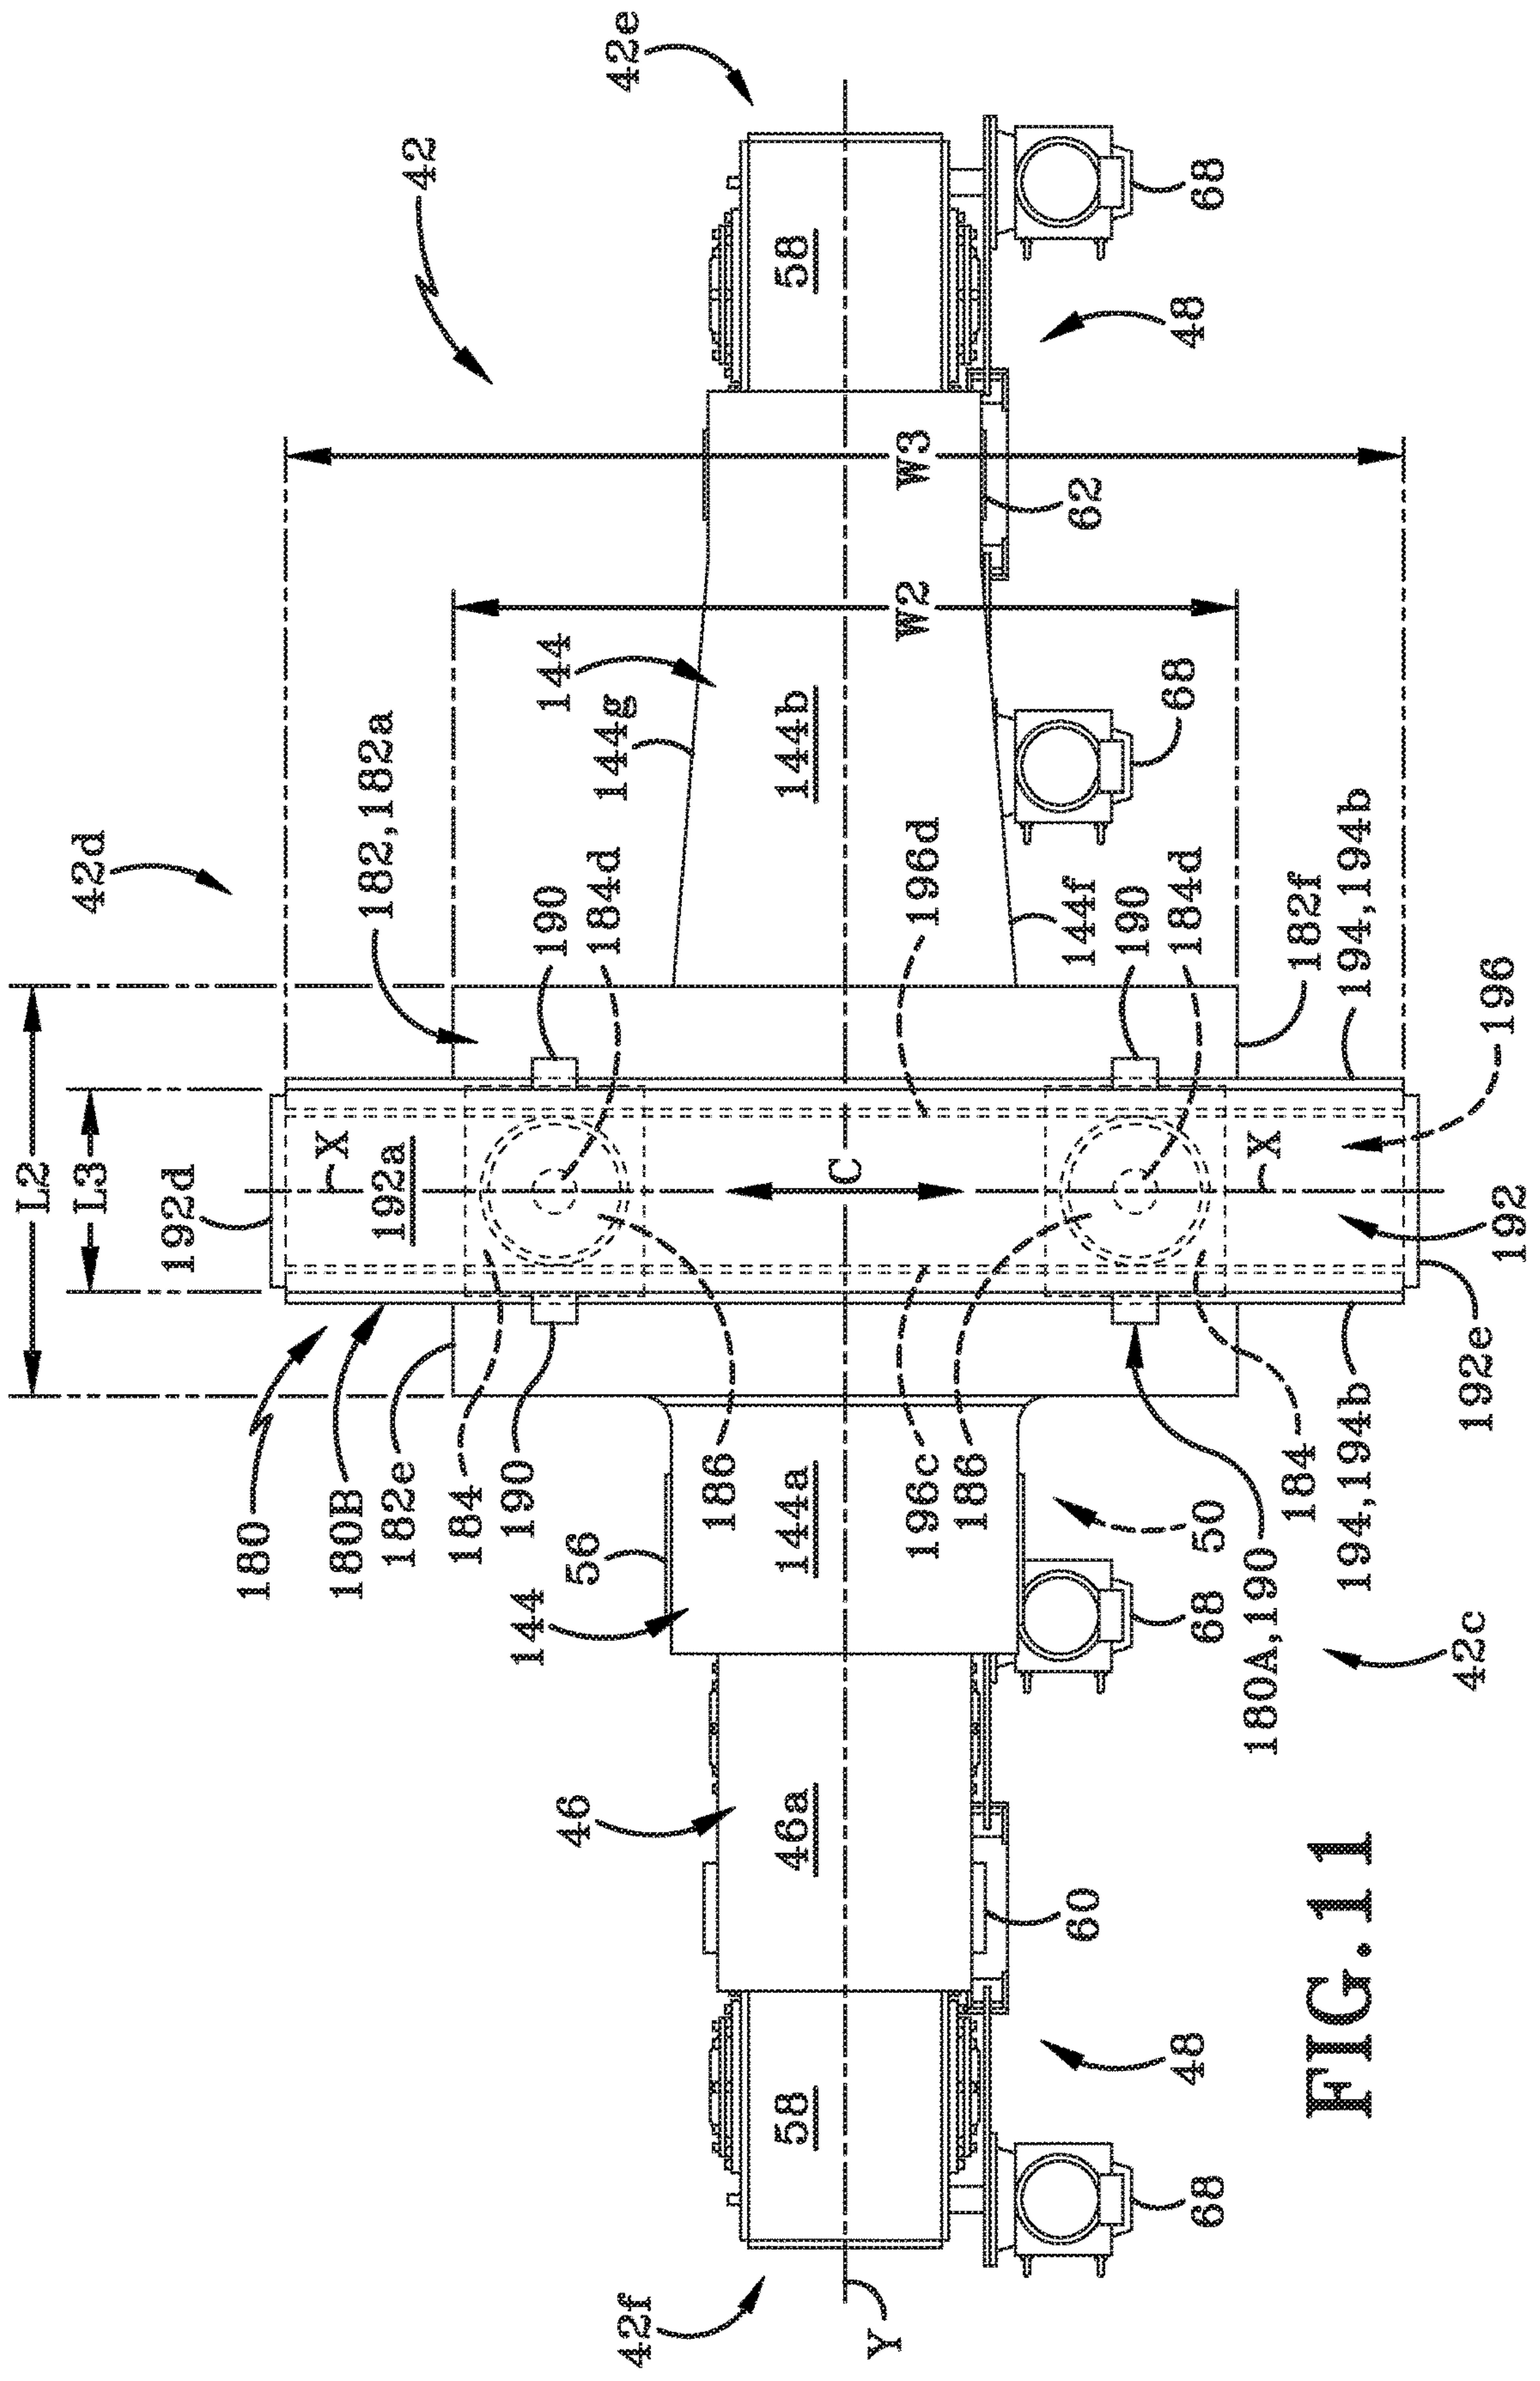 42e
42
68
58
48
W3
62
W2
144
144g
144b
68
182,182a
42d
190
184d
196d
144f
190
184d
182f
194,194b
196
L2
L3
X
192d
192a
C
X
192
180
180B
182e
184
190
186
196c
186
180A,190
184
194,194b
192e
144a
56
144
50
68
42c
46
46a
60
58
48
68
42f
Y
FIG.11